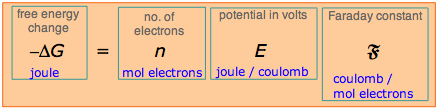 free energy change
no. of electrons
potential in volts
Faraday constant
–ΔG = n E 𝕱
joule
mol electrons
joule / coulomb
coulomb / mol electrons